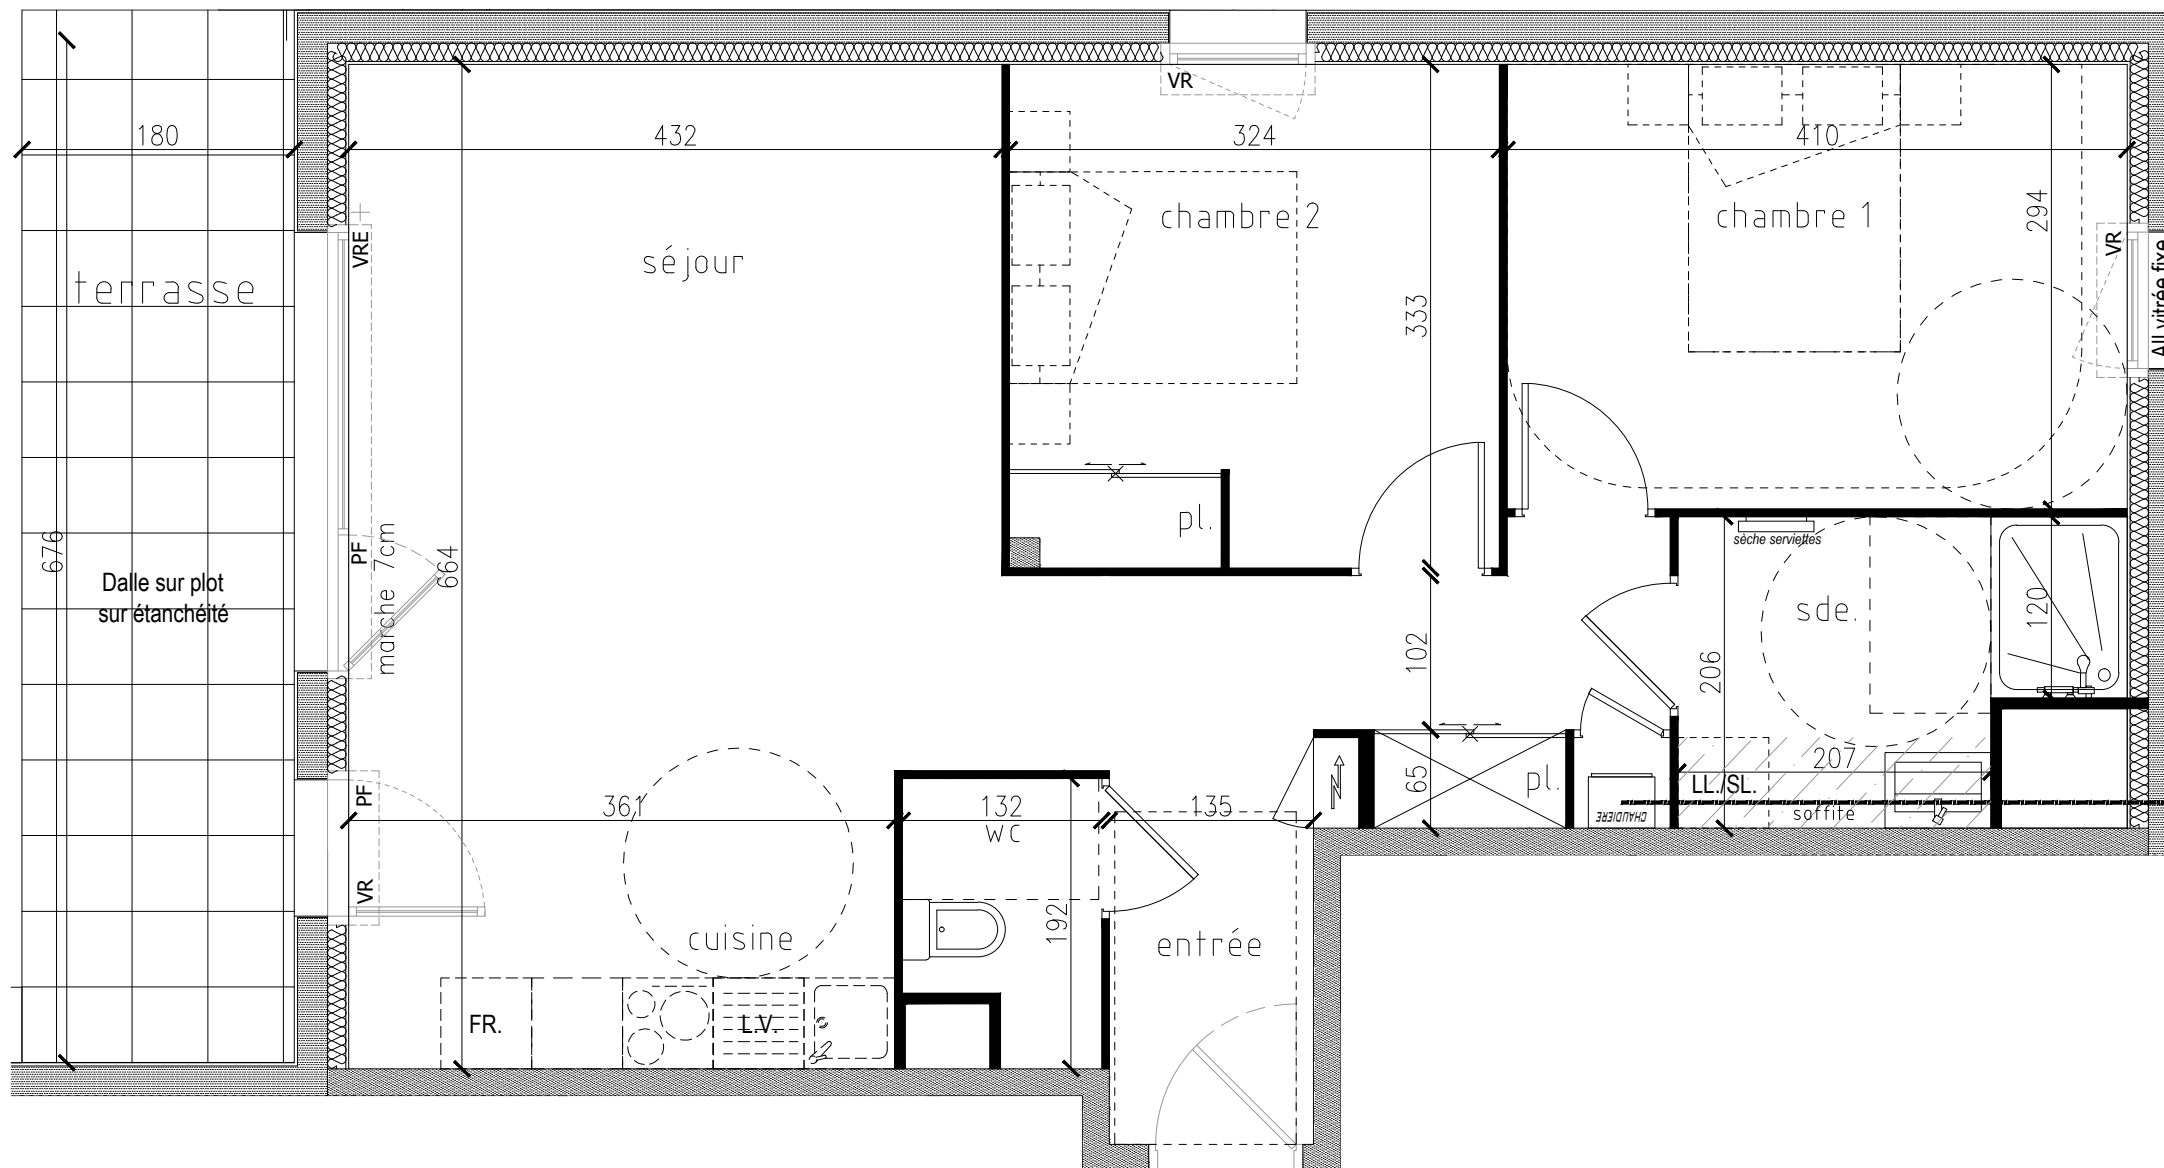 VR
180
432
324
410
chambre 2
chambre 1
294
VRE
VR
séjour
terrasse
All.vitrée fixe
333
pl.
sèche serviettes
676
PF
marche 7cm
664
Dalle sur plot
sur étanchéité
sde.
120
102
206
207
65
pl.
LL./SL.
PF
361
132
135
WC
CHAUDIERE
soffite
VR
192
cuisine
entrée
FR.
L.V.